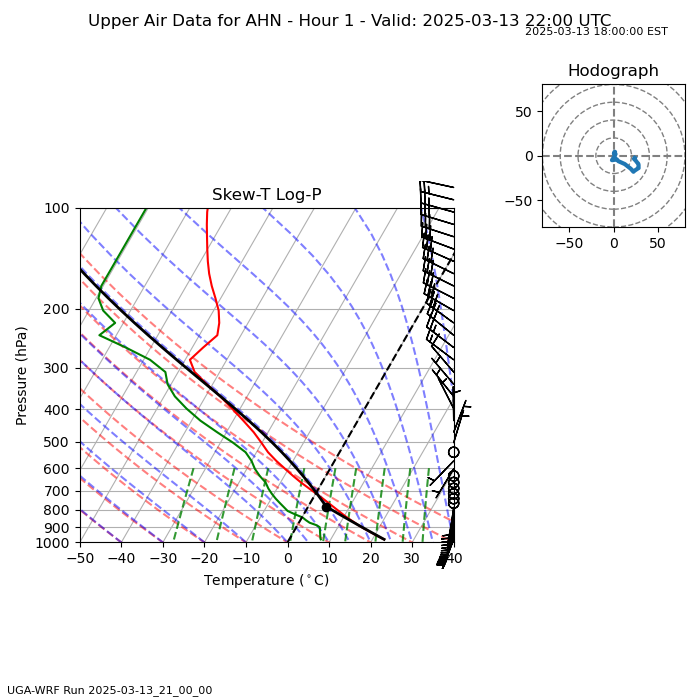 Upper Air Data for AHN - Hour 1 - Valid: 2025-03-13 22:00 UTC
2025-03-13 18:00:00 EST
Hodograph
50
0
−50
−50 0 50
Skew-T Log-P
100
200
300
400
500
600
700
800
900
1000
Pressure (hPa)
−50 −40 −30 −20 −10 0 10 20 30 40
Temperature (°C)
UGA-WRF Run 2025-03-13_21_00_00